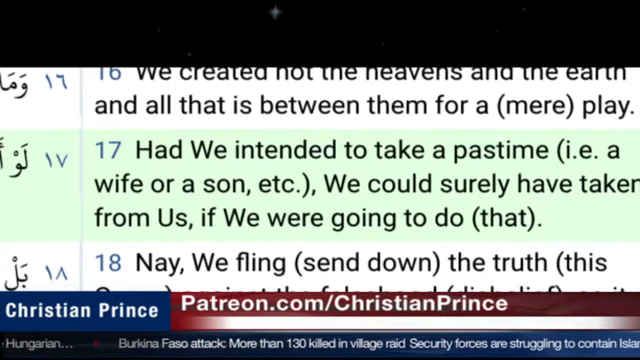 وَمَا ١٦ 16 We created not the heavens and the earth
and all that is between them for a (mere) play.
لَوْ ١٧ 17 Had We intended to take a pastime (i.e. a
wife or a son, etc.), We could surely have taken
from Us, if We were going to do (that).
بَلْ ١٨ 18 Nay, We fling (send down) the truth (this
Christian Prince Patreon.com/ChristianPrince
Hungarian... Burkina Faso attack: More than 130 killed in village raid Security forces are struggling to contain Isla